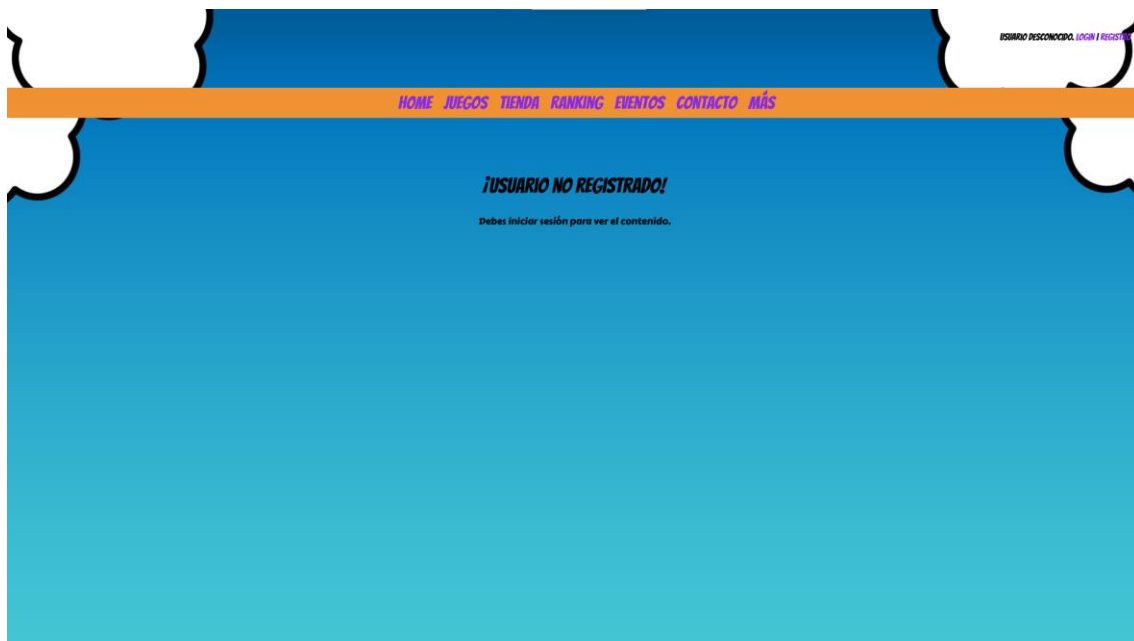 USUARIO DESCONOCIDO. LOGIN | REGISTRO
HOME JUEGOS TIENDA RANKING EVENTOS CONTACTO MÁS
¡USUARIO NO REGISTRADO!
Debes iniciar sesión para ver el contenido.